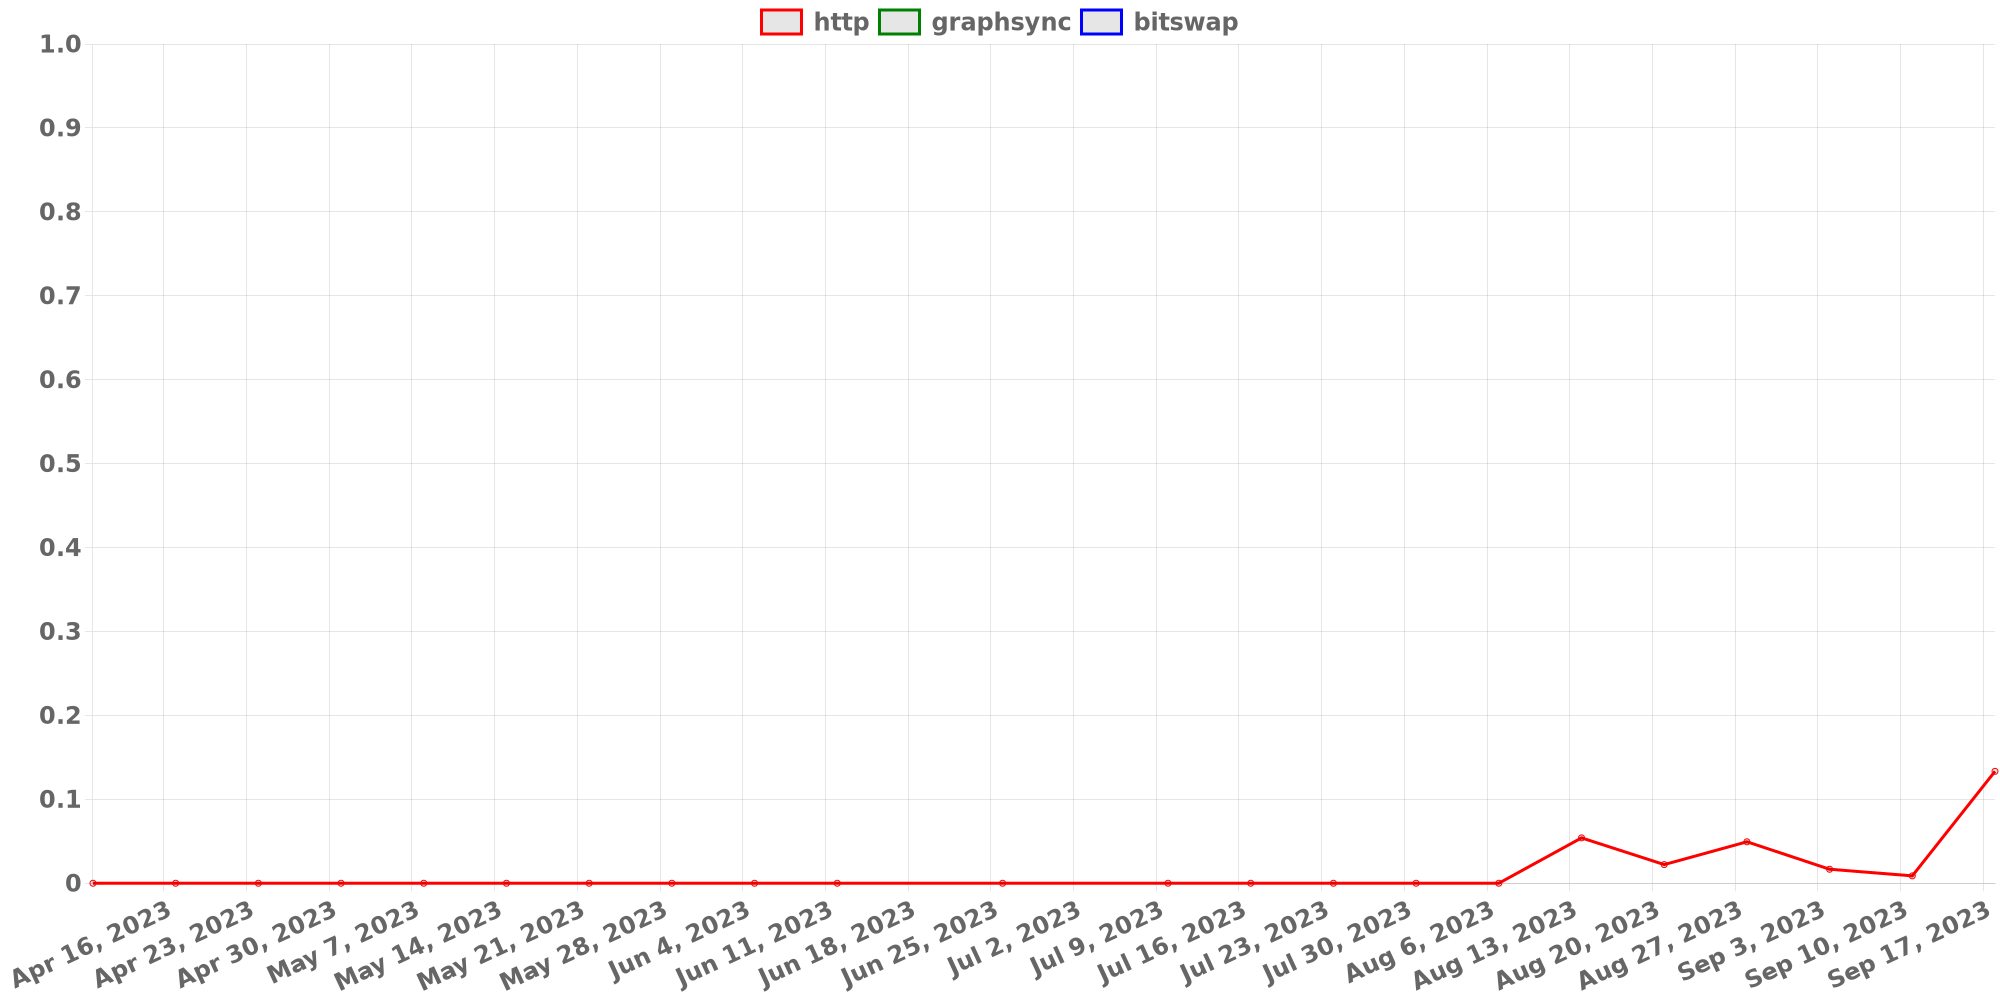 http graphsync bitswap
1.0
0.9
0.8
0.7
0.6
0.5
0.4
0.3
0.2
0.1
0
Apr 16, 2023
Apr 23, 2023
Apr 30, 2023
May 7, 2023
May 14, 2023
May 21, 2023
May 28, 2023
Jun 4, 2023
Jun 11, 2023
Jun 18, 2023
Jun 25, 2023
Jul 2, 2023
Jul 9, 2023
Jul 16, 2023
Jul 23, 2023
Jul 30, 2023
Aug 6, 2023
Aug 13, 2023
Aug 20, 2023
Aug 27, 2023
Sep 3, 2023
Sep 10, 2023
Sep 17, 2023